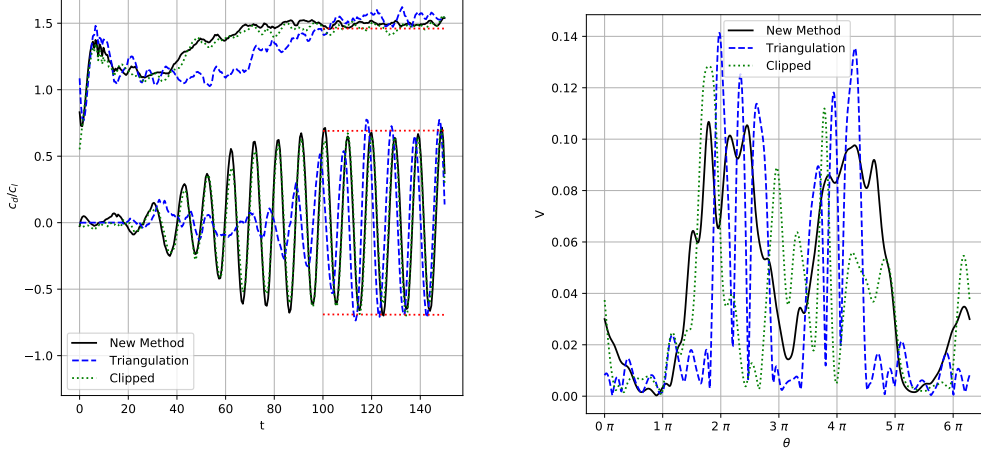 1.5
1.0
0.5
0.0
−0.5
−1.0
c_d/c_l
0 20 40 60 80 100 120 140
t
New Method
Triangulation
Clipped
0.14
0.12
0.10
0.08
0.06
0.04
0.02
0.00
V
0 π 1 π 2 π 3 π 4 π 5 π 6 π
θ
New Method
Triangulation
Clipped